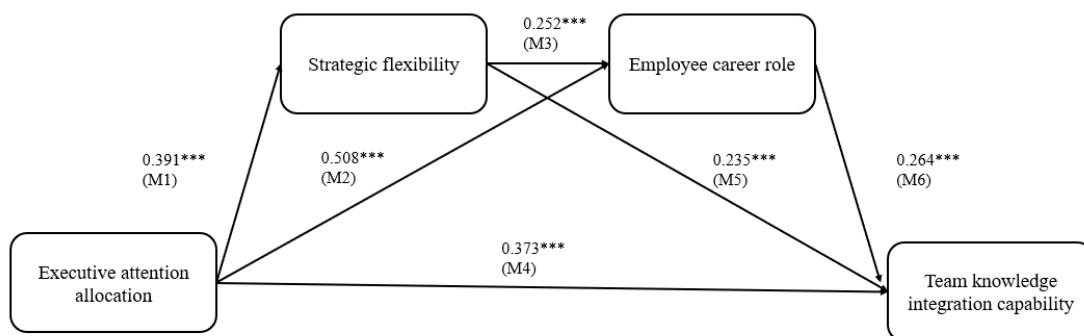 0.252***
(M3)
Strategic flexibility
Employee career role
0.391***
(M1)
0.508***
(M2)
0.235***
(M5)
0.264***
(M6)
0.373***
(M4)
Executive attention
allocation
Team knowledge
integration capability